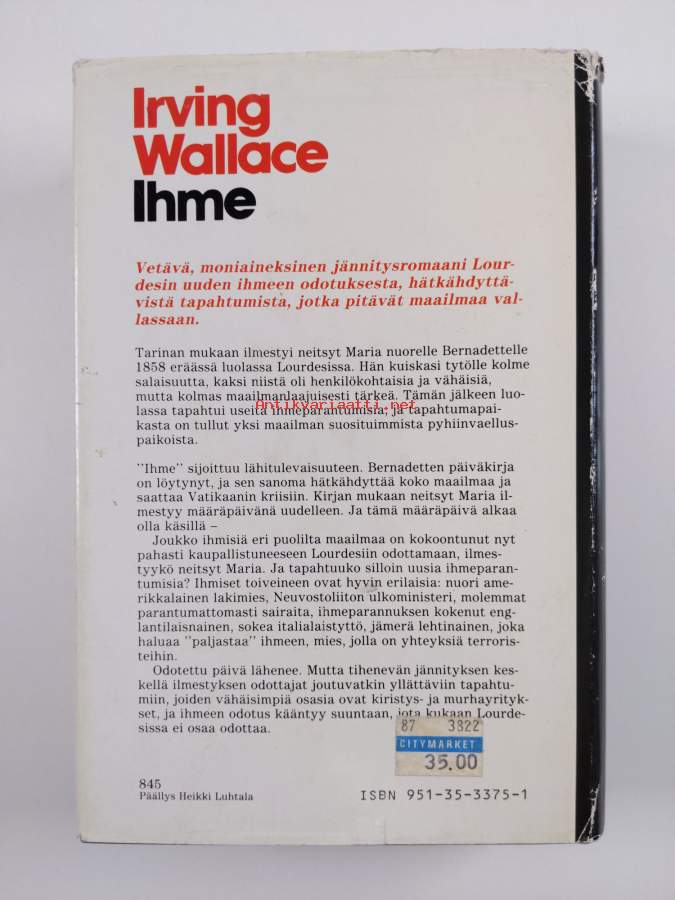 Irving
Wallace
Ihme
Vetävä, moniaineksinen jännitysromaani Lour-
desin uuden ihmeen odotuksesta, hätkähdyttä-
vistä tapahtumista, jotka pitävät maailmaa val-
lassaan.
Tarinan mukaan ilmestyi neitsyt Maria nuorelle Bernadettelle
1858 eräässä luolassa Lourdesissa. Hän kuiskasi tytölle kolme
salaisuutta, kaksi niistä oli henkilökohtaisia ja vähäisiä,
mutta kolmas maailmanlaajuisesti tärkeä. Tämän jälkeen luo-
Antikvariaatti.net
lassa tapahtui useita ihmeparantumisia, ja tapahtumapai-
kasta on tullut yksi maailman suosituimmista pyhiinvaellus-
paikoista.
"Ihme" sijoittuu lähitulevaisuuteen. Bernadetten päiväkirja
on löytynyt, ja sen sanoma hätkähdyttää koko maailmaa ja
saattaa Vatikaanin kriisiin. Kirjan mukaan neitsyt Maria il-
mestyy määräpäivänä uudelleen. Ja tämä määräpäivä alkaa
olla käsillä –
Joukko ihmisiä eri puolilta maailmaa on kokoontunut nyt
pahasti kaupallistuneeseen Lourdesiin odottamaan, ilmes-
tyykö neitsyt Maria. Ja tapahtuuko silloin uusia ihmeparan-
tumisia? Ihmiset toiveineen ovat hyvin erilaisia: nuori ame-
rikkalainen lakimies, Neuvostoliiton ulkoministeri, molemmat
parantumattomasti sairaita, ihmeparannuksen kokenut eng-
lantilaisnainen, sokea italialaistyttö, jämerä lehtinainen, joka
haluaa "paljastaa" ihmeen, mies, jolla on yhteyksiä terroris-
teihin.
Odotettu päivä lähenee. Mutta tihenevän jännityksen kes-
kellä ilmestyksen odottajat joutuvatkin yllättäviin tapahtu-
miin, joiden vähäisimpiä osasia ovat kiristys- ja murhayrityk-
set, ja ihmeen odotus kääntyy suuntaan, jota kukaan Lourde-
sissa ei osaa odottaa.
87 3822
CITYMARKET
35.00
845
Päällys Heikki Luhtala
ISBN 951-35-3375-1